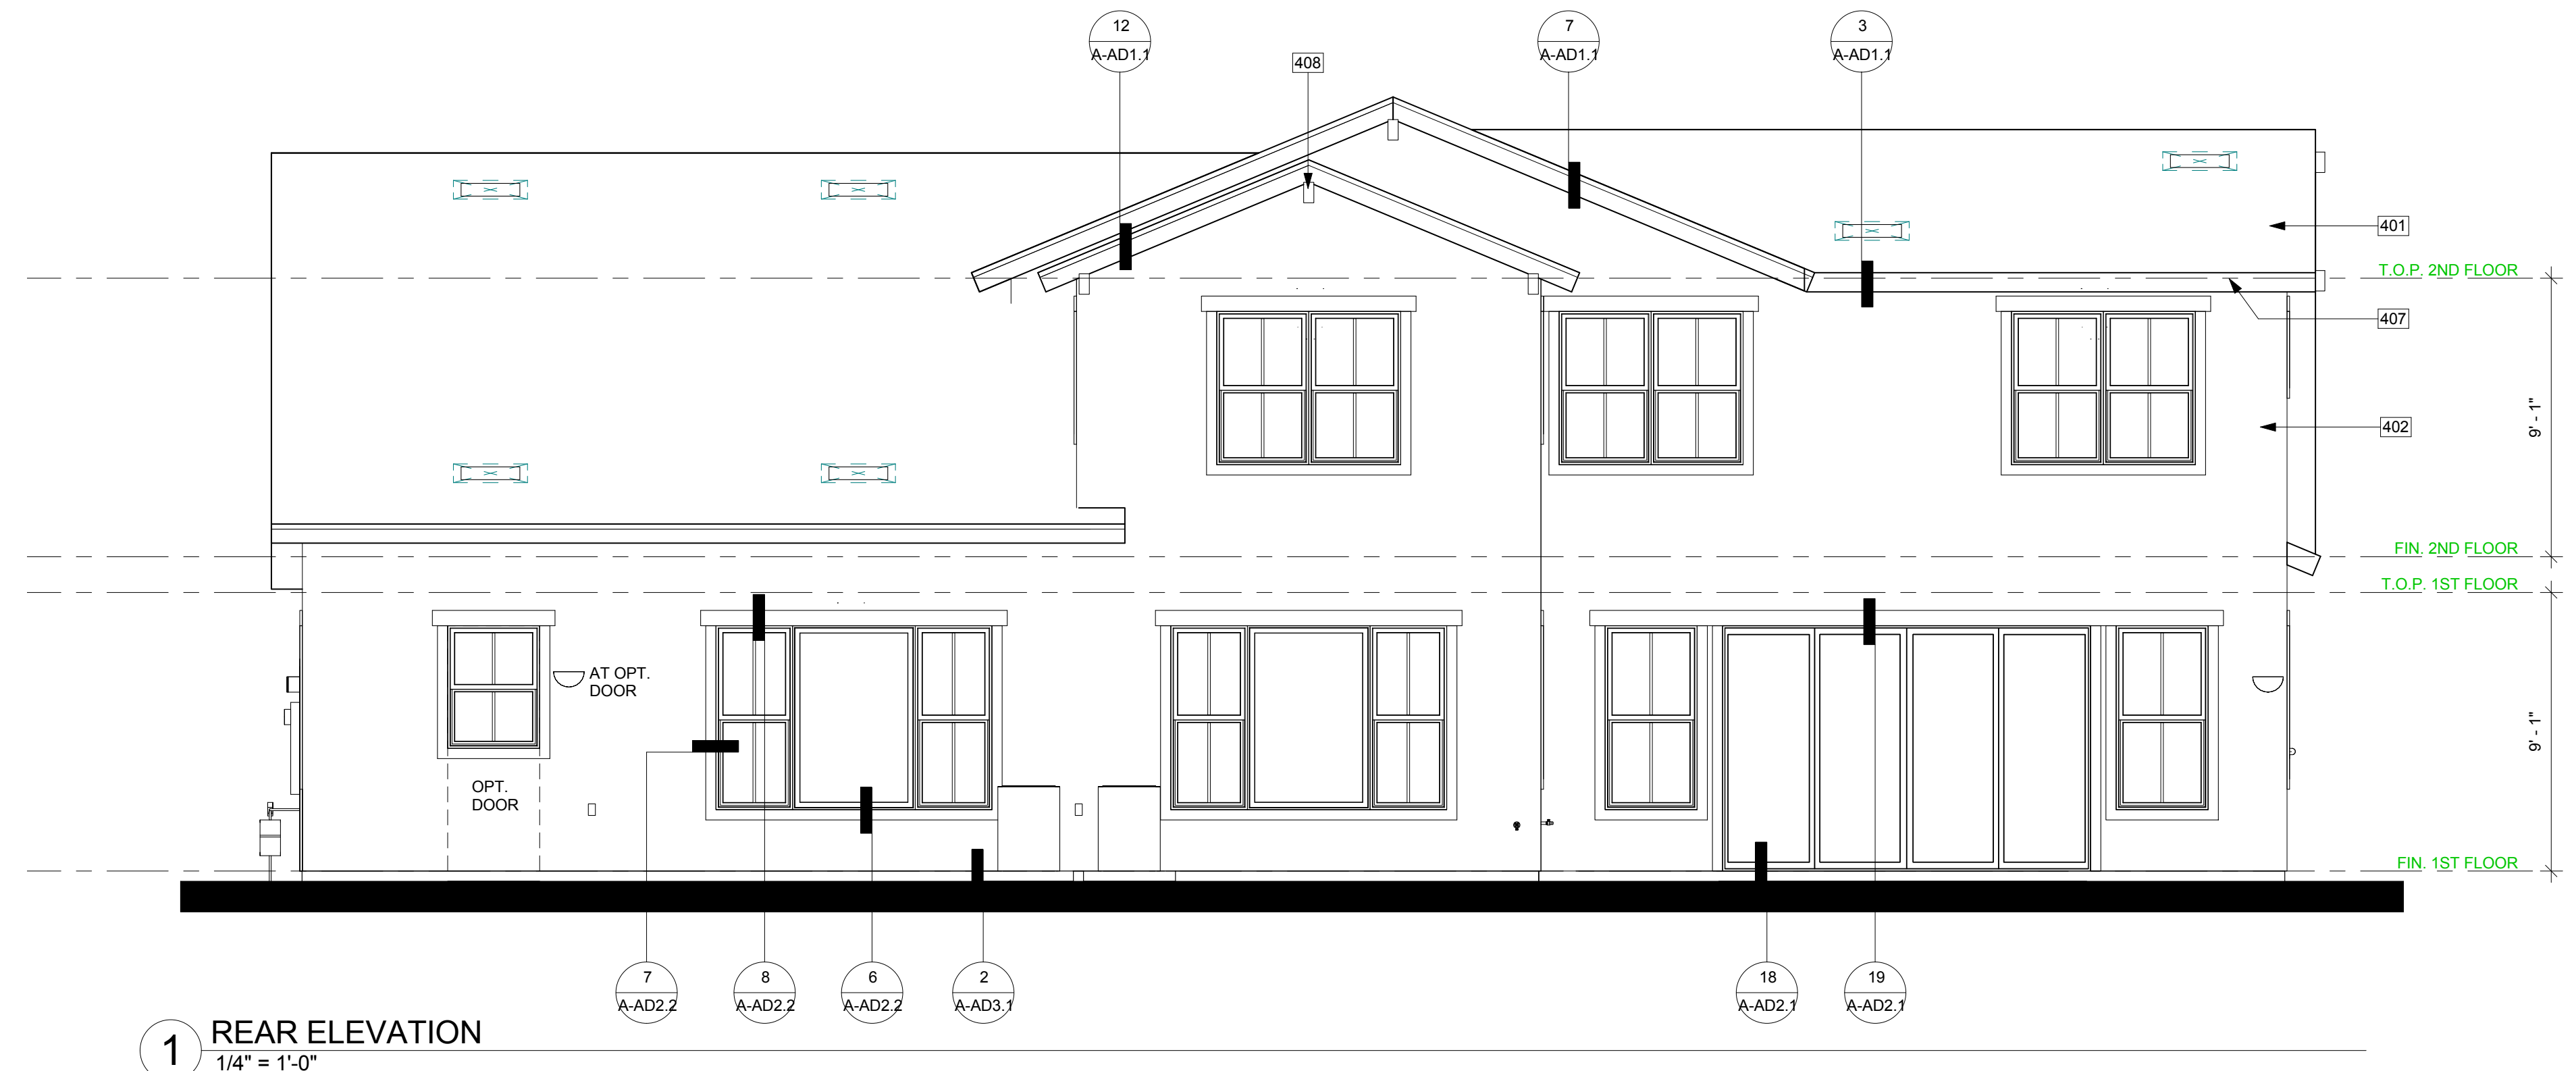 12
A-AD1.1
7
A-AD1.1
3
A-AD1.1
408
401
T.O.P. 2ND FLOOR
407
402
9' - 1"
FIN. 2ND FLOOR
T.O.P. 1ST FLOOR
AT OPT.
DOOR
OPT.
DOOR
9' - 1"
FIN. 1ST FLOOR
7
A-AD2.2
8
A-AD2.2
6
A-AD2.2
2
A-AD3.1
18
A-AD2.1
19
A-AD2.1
1
REAR ELEVATION
1/4" = 1'-0"